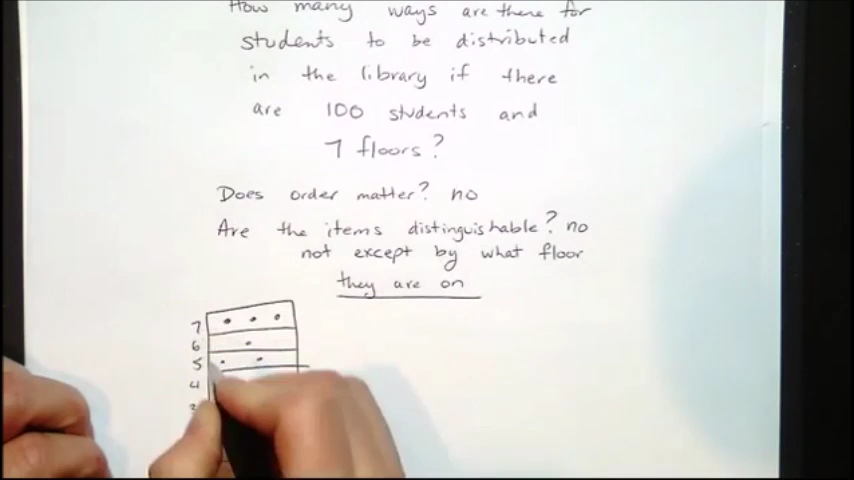 How many ways are there for
students to be distributed
in the library if there
are 100 students and
7 floors?
Does order matter? no
Are the items distinguishable? no
not except by what floor
they are on
7
6
5
4